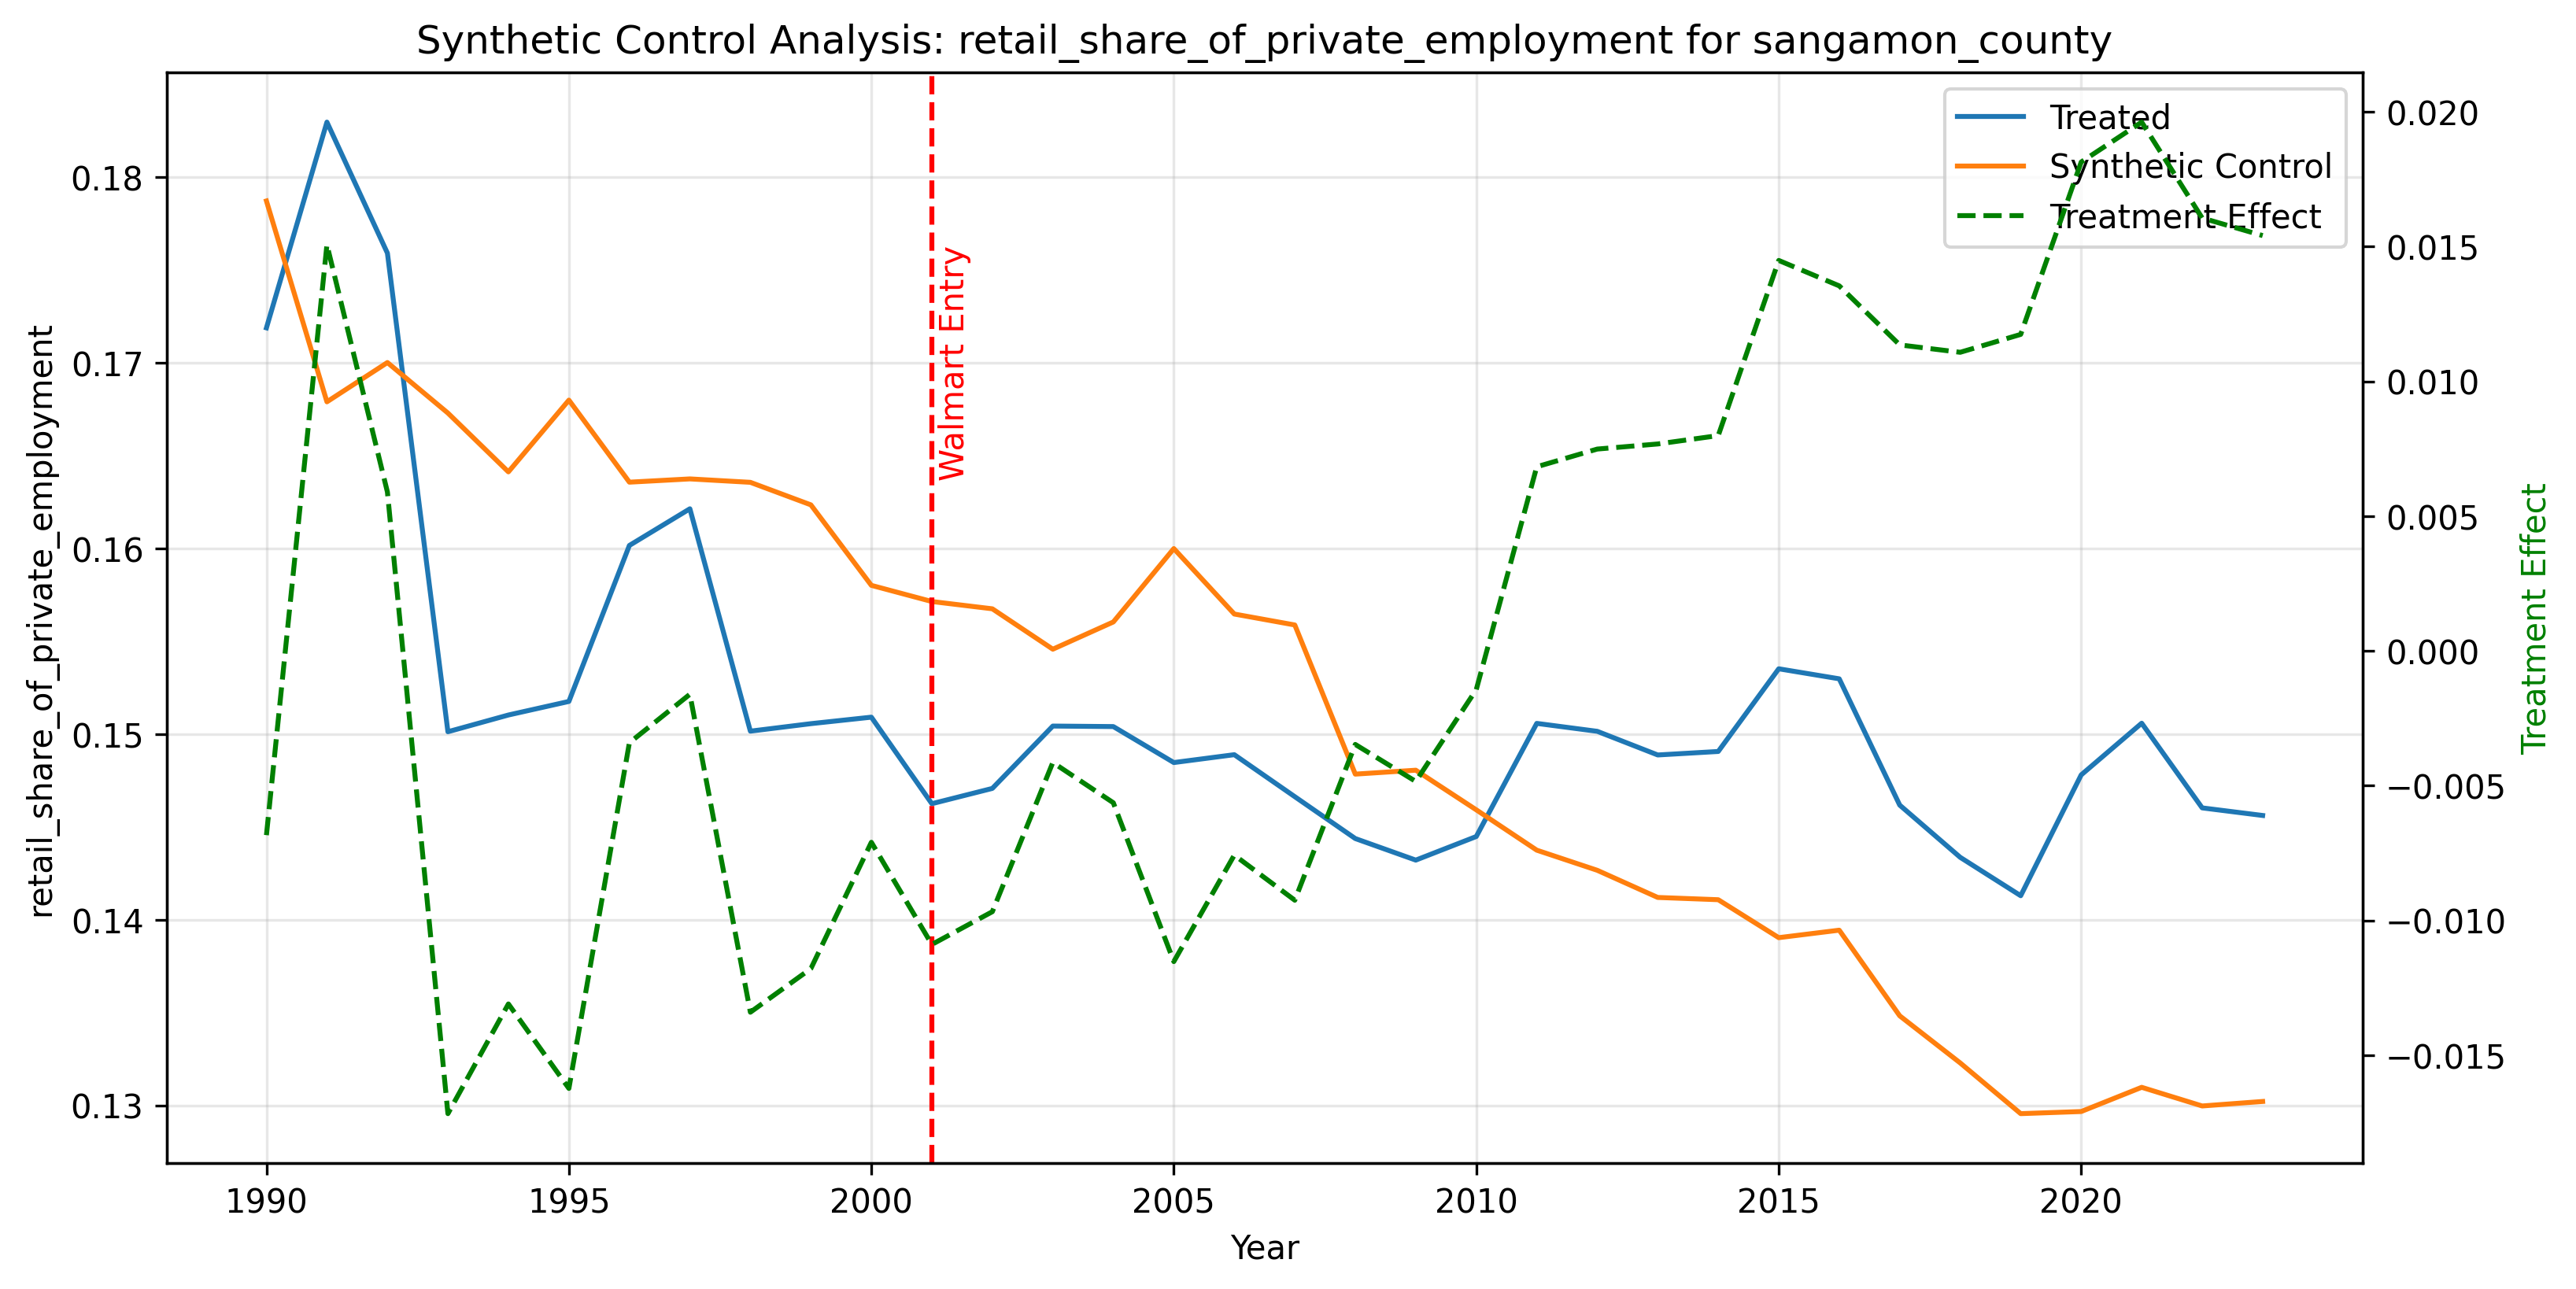 Synthetic Control Analysis: retail_share_of_private_employment for sangamon_county
Treated
Synthetic Control
Treatment Effect
Walmart Entry
retail_share_of_private_employment
0.18
0.17
0.16
0.15
0.14
0.13
0.020
0.015
0.010
0.005
0.000
−0.005
−0.010
−0.015
Treatment Effect
1990
1995
2000
2005
2010
2015
2020
Year